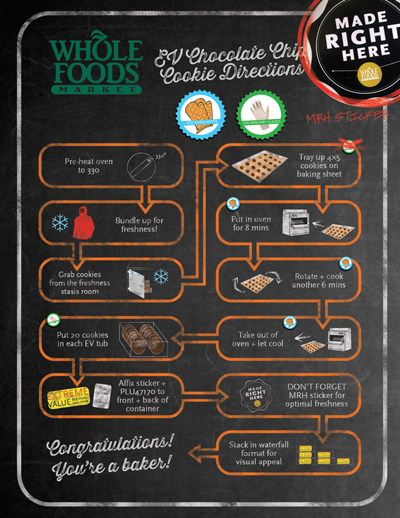 WHOLE
FOODS
MARKET
EV Chocolate Chip
Cookie Directions
MADE
RIGHT
HERE
WHOLE
FOODS
MRH STICKER
Pre-heat oven
to 330
330°
Tray up 4X5
cookies on
baking sheet
Bundle up for
freshness!
Put in oven
for 8 mins
Grab cookies
from the freshness
stasis room
Rotate + cook
another 6 mins
Put 20 cookies
in each EV tub
Take out of
oven + let cool
EXTREME
VALUE
Affix sticker +
PLU47120 to
front + back of
container
MADE
RIGHT
HERE
DON'T FORGET
MRH sticker for
optimal freshness
Congratulations!
You're a baker!
Stack in waterfall
format for
visual appeal